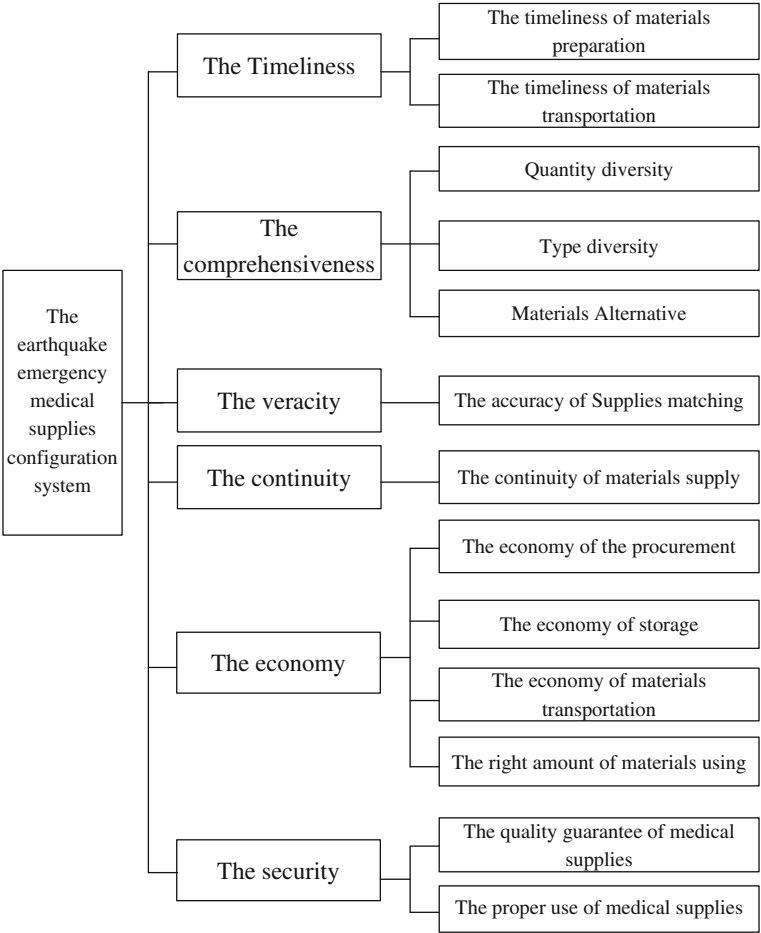 The
earthquake
emergency
medical
supplies
configuration
system
The Timeliness
The timeliness of materials
preparation
The timeliness of materials
transportation
The
comprehensiveness
Quantity diversity
Type diversity
Materials Alternative
The veracity
The accuracy of Supplies matching
The continuity
The continuity of materials supply
The economy
The economy of the procurement
The economy of storage
The economy of materials
transportation
The right amount of materials using
The security
The quality guarantee of medical
supplies
The proper use of medical supplies